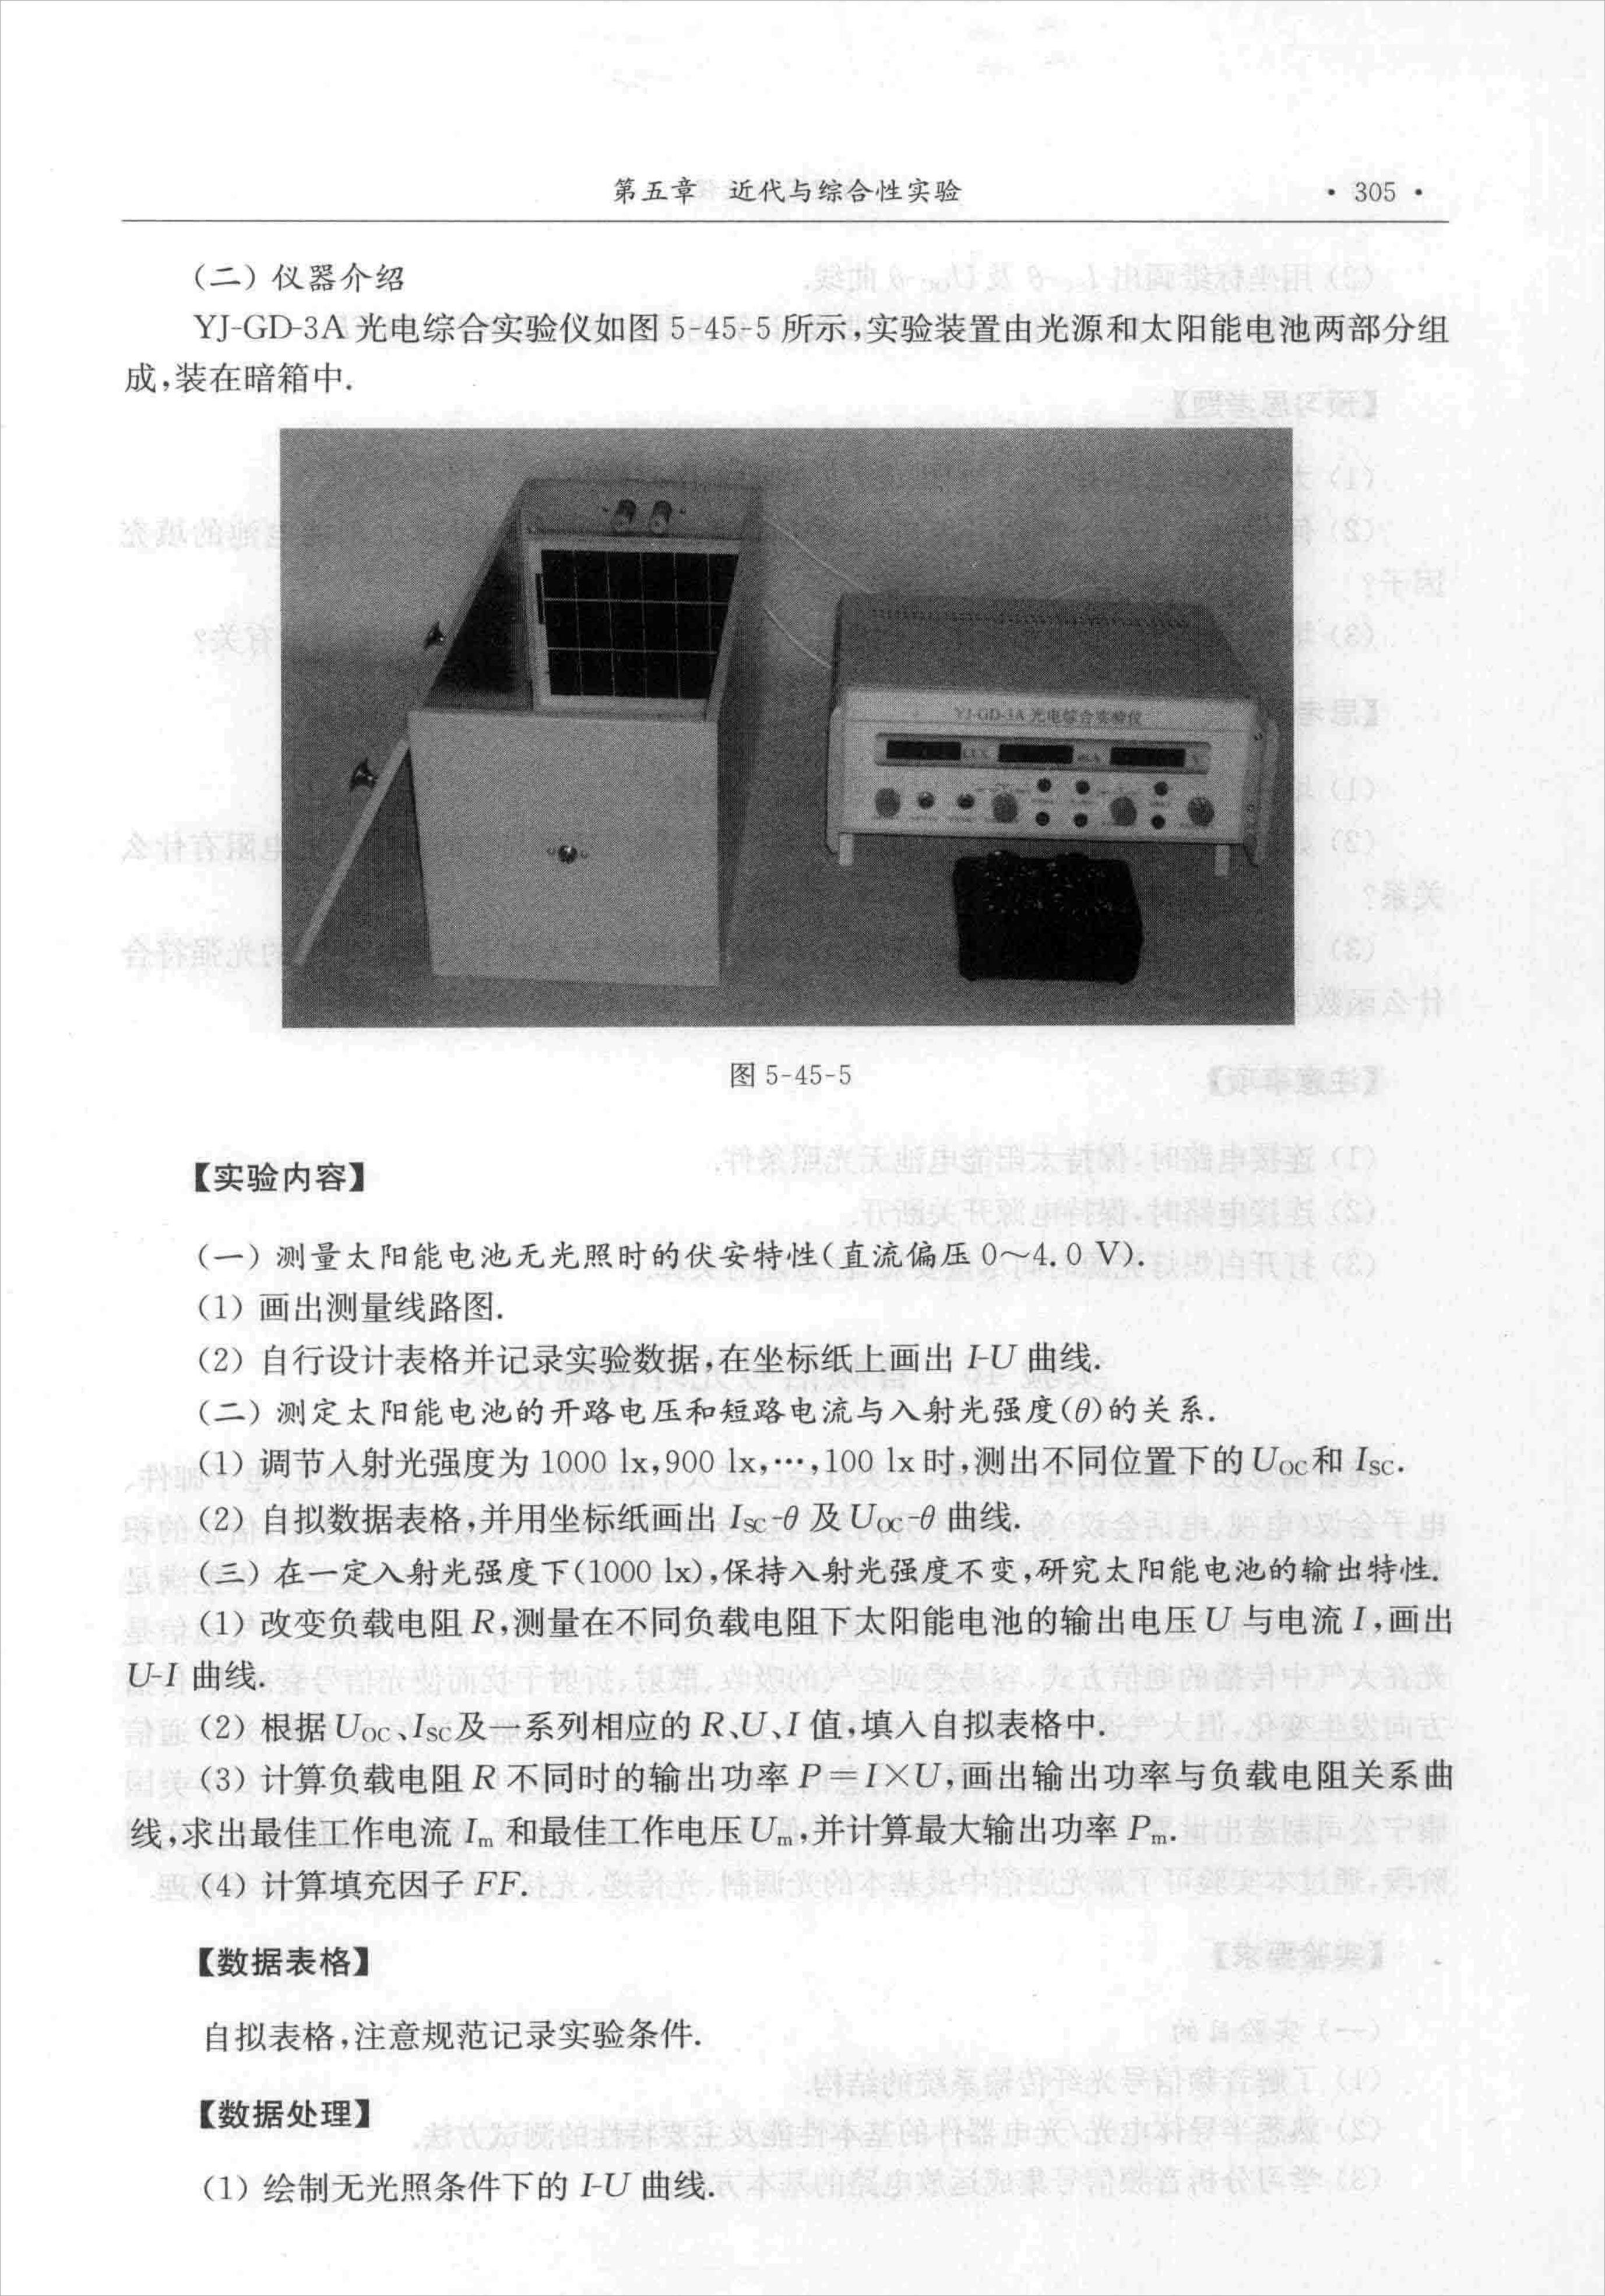 第五章　近代与综合性实验　· 305 ·
(二) 仪器介绍
YJ-GD-3A 光电综合实验仪如图 5-45-5 所示,实验装置由光源和太阳能电池两部分组
成,装在暗箱中.
YJ-GD-3A 光电综合实验仪
图 5-45-5
【实验内容】
(一) 测量太阳能电池无光照时的伏安特性(直流偏压 0～4.0 V).
(1) 画出测量线路图.
(2) 自行设计表格并记录实验数据,在坐标纸上画出 I-U 曲线.
(二) 测定太阳能电池的开路电压和短路电流与入射光强度(θ)的关系.
(1) 调节入射光强度为 1000 lx,900 lx,…,100 lx 时,测出不同位置下的 UOC和 ISC.
(2) 自拟数据表格,并用坐标纸画出 ISC-θ 及 UOC-θ 曲线.
(三) 在一定入射光强度下(1000 lx),保持入射光强度不变,研究太阳能电池的输出特性.
(1) 改变负载电阻 R,测量在不同负载电阻下太阳能电池的输出电压 U 与电流 I,画出
U-I 曲线.
(2) 根据 UOC、ISC及一系列相应的 R、U、I 值,填入自拟表格中.
(3) 计算负载电阻 R 不同时的输出功率 P=I×U,画出输出功率与负载电阻关系曲
线,求出最佳工作电流 Im 和最佳工作电压 Um,并计算最大输出功率 Pm.
(4) 计算填充因子 FF.
【数据表格】
自拟表格,注意规范记录实验条件.
【数据处理】
(1) 绘制无光照条件下的 I-U 曲线.